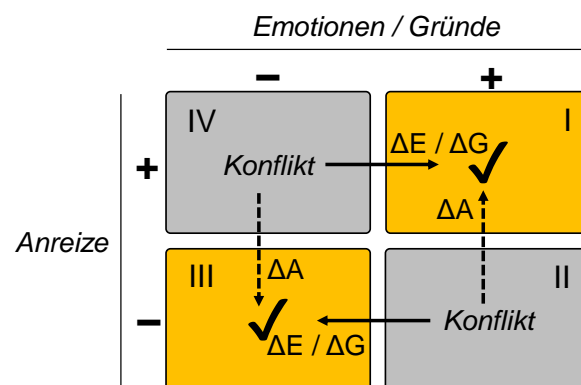 Emotionen / Gründe
− +
IV I
+ Konflikt ΔE / ΔG
ΔA
Anreize
III ΔA II
− Konflikt
ΔE / ΔG